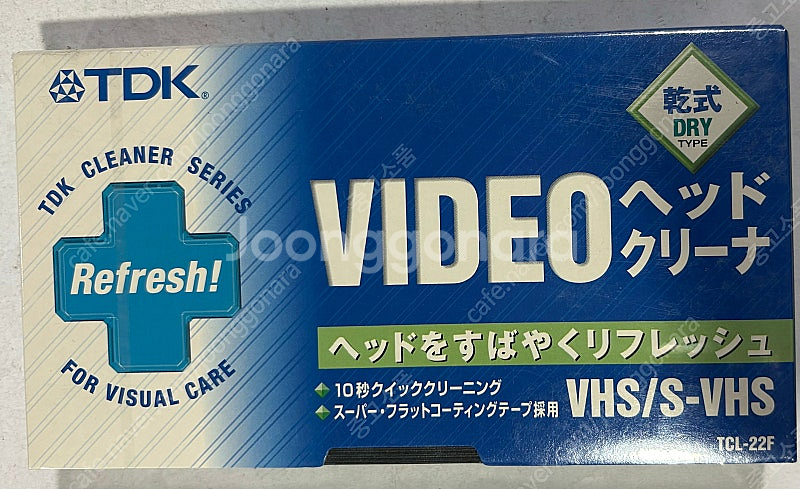 TDK®
乾式
DRY
TYPE
TDK CLEANER SERIES
Refresh!
FOR VISUAL CARE
VIDEO ヘッド
クリーナ
Joonggonara
ヘッドをすばやくリフレッシュ
10秒クイッククリーニング
スーパー・フラットコーティングテープ採用
VHS/S-VHS
TCL-22F